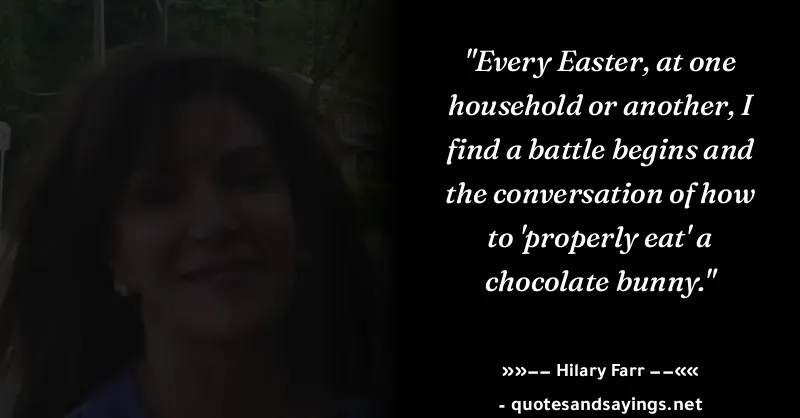 "Every Easter, at one
household or another, I
find a battle begins and
the conversation of how
to 'properly eat' a
chocolate bunny."
»»–– Hilary Farr ––««
- quotesandsayings.net